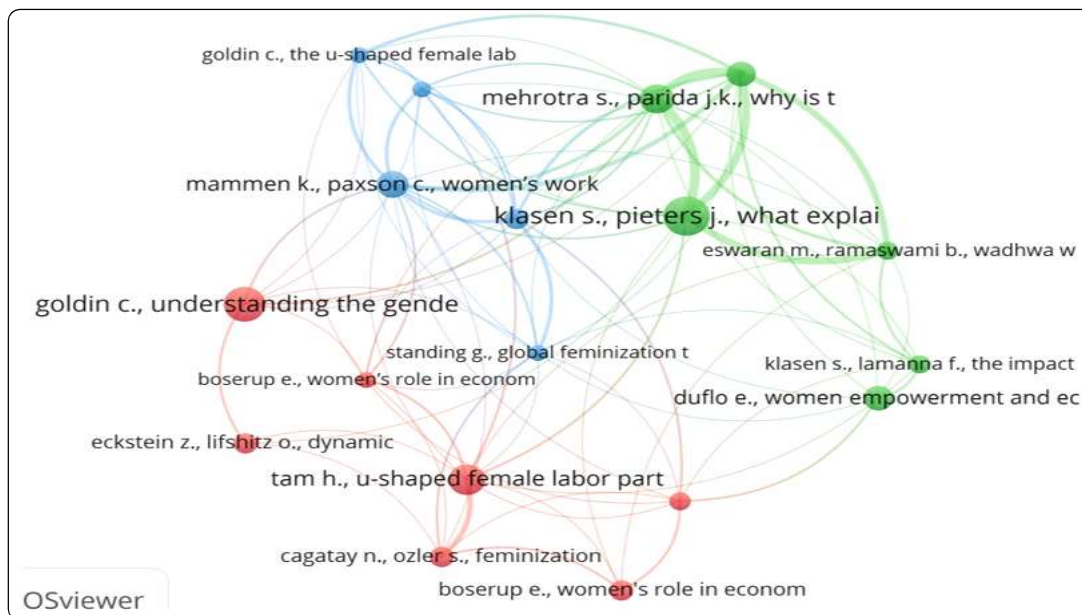 goldin c., the u-shaped female lab
mehrotra s., parida j.k., why is t
mammen k., paxson c., women's work
klasen s., pieters j., what explai
eswaran m., ramaswami b., wadhwa w
goldin c., understanding the gende
standing g., global feminization t
klasen s., lamanna f., the impact
boserup e., women's role in econom
duflo e., women empowerment and ec
eckstein z., lifshitz o., dynamic
tam h., u-shaped female labor part
cagatay n., ozler s., feminization
boserup e., women's role in econom
OSviewer